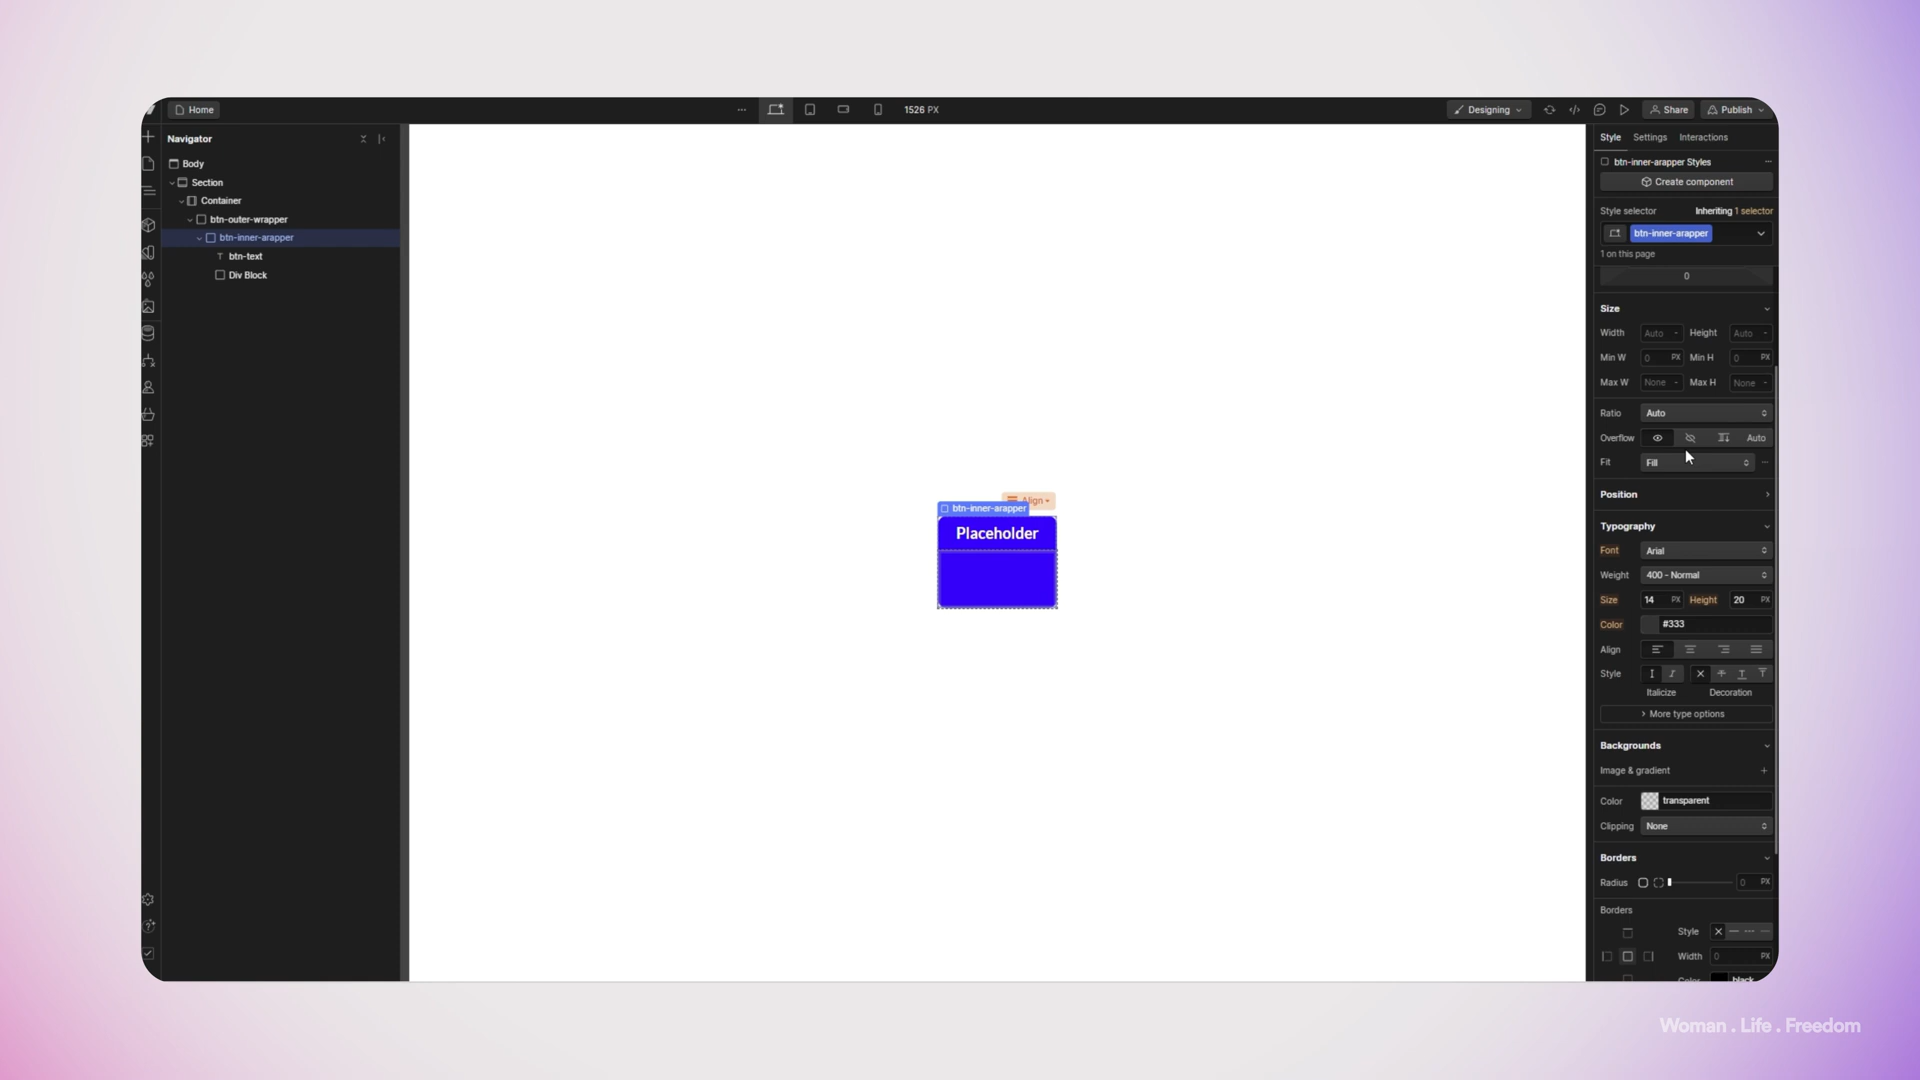 Home
1526 PX
Designing
Share
Publish
Navigator
Body
Section
Container
btn-outer-wrapper
btn-inner-arapper
btn-text
Div Block
Align
btn-inner-arapper
Placeholder
Style Settings Interactions
btn-inner-arapper Styles
Create component
Style selector Inheriting 1 selector
btn-inner-arapper
1 on this page
0
Size
Width Auto - Height Auto -
Min W 0 PX Min H 0 PX
Max W None - Max H None -
Ratio Auto
Overflow Auto
Fit Fill
Position
Typography
Font Arial
Weight 400 - Normal
Size 14 PX Height 20 PX
Color #333
Align
Style
Italicize Decoration
More type options
Backgrounds
Image & gradient
Color transparent
Clipping None
Borders
Radius 0 PX
Borders
Style
Width 0 PX
Color black
Woman . Life . Freedom